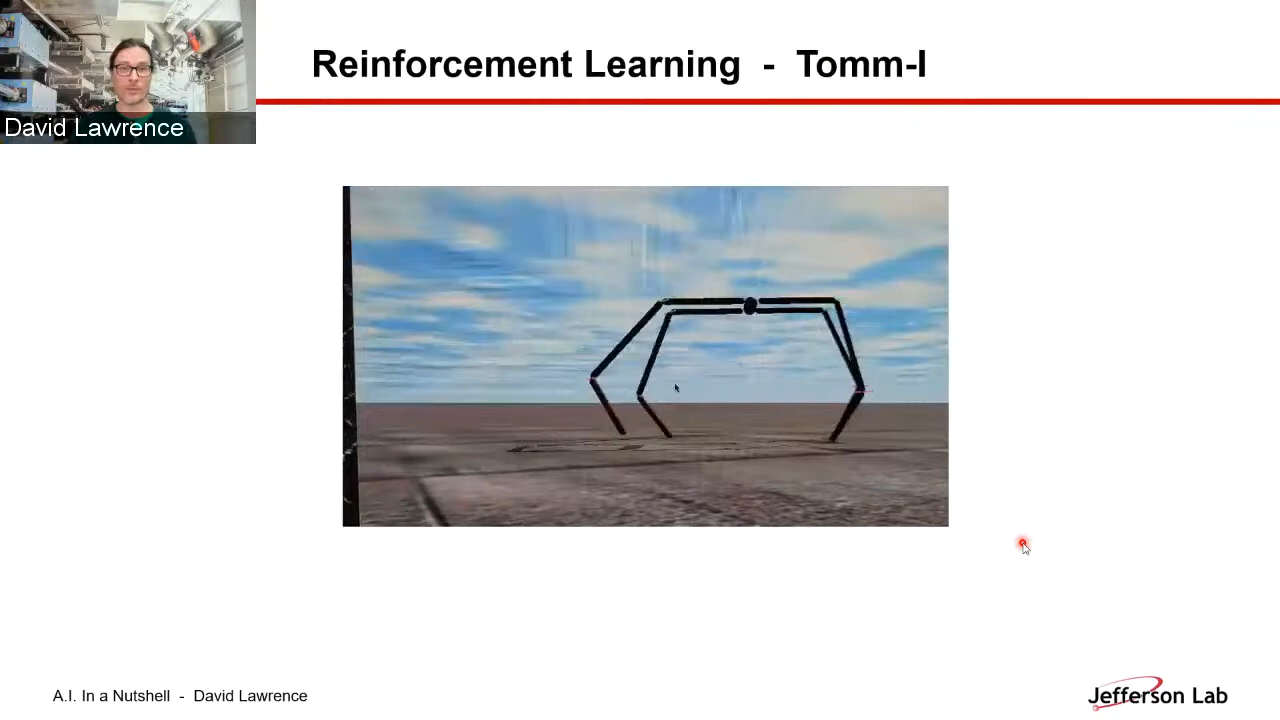 Reinforcement Learning - Tomm-I
David Lawrence
A.I. In a Nutshell - David Lawrence
Jefferson Lab